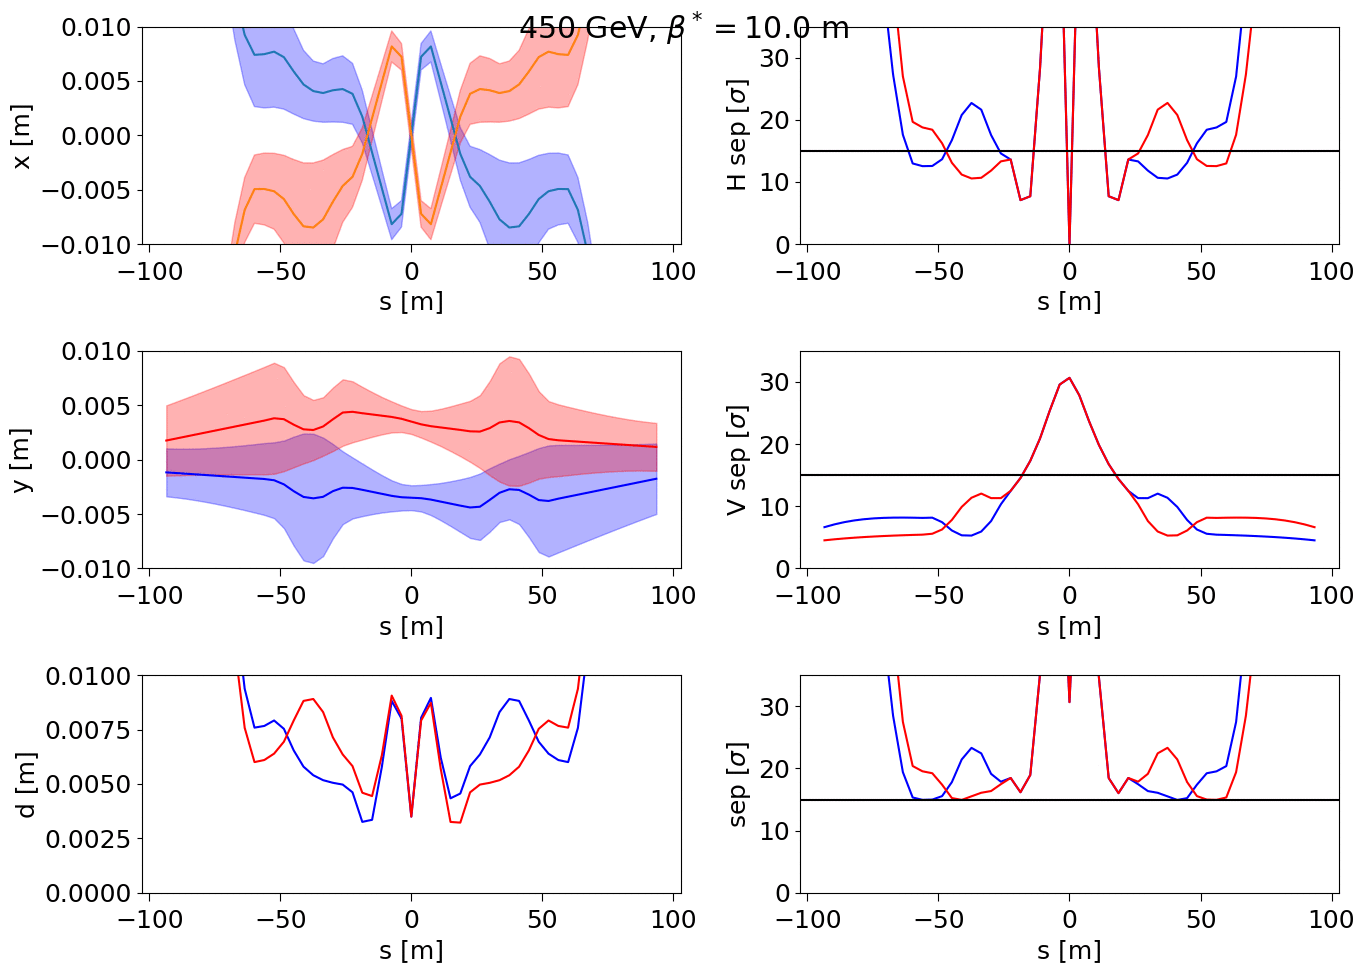 450 GeV, β* = 10.0 m
x [m]
0.010
0.005
0.000
−0.005
−0.010
−100 −50 0 50 100
s [m]
H sep [σ]
30
20
10
0
−100 −50 0 50 100
s [m]
y [m]
0.010
0.005
0.000
−0.005
−0.010
−100 −50 0 50 100
s [m]
V sep [σ]
30
20
10
0
−100 −50 0 50 100
s [m]
d [m]
0.0100
0.0075
0.0050
0.0025
0.0000
−100 −50 0 50 100
s [m]
sep [σ]
30
20
10
0
−100 −50 0 50 100
s [m]